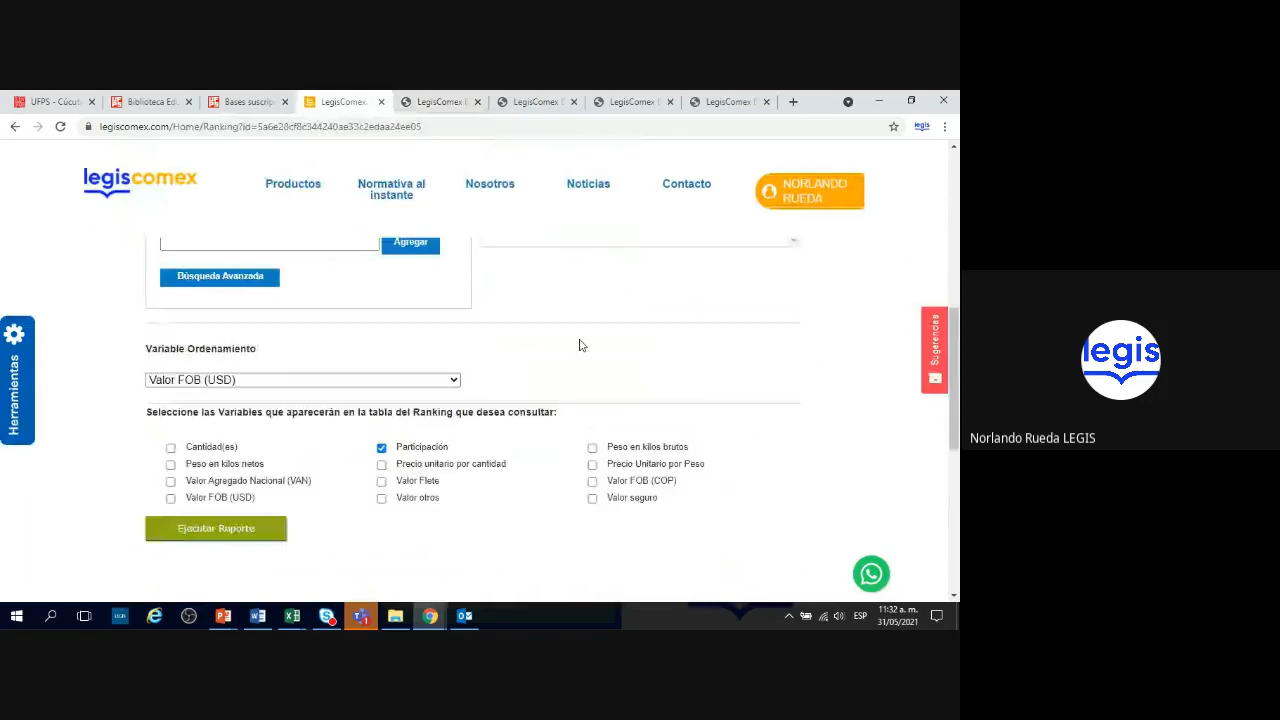 UFPS - Cúcut
Biblioteca Edu
Bases suscrip
LegisComex
LegisComex E
LegisComex E
LegisComex E
LegisComex E
legiscomex.com/Home/Ranking?id=5a6e28cf8c344240ae33c2edaa24ee05
legis
legiscomex
Productos
Normativa al
instante
Nosotros
Noticias
Contacto
NORLANDO
RUEDA
Agregar
Búsqueda Avanzada
Variable Ordenamiento
Valor FOB (USD)
Seleccione las Variables que aparecerán en la tabla del Ranking que desea consultar:
Cantidad(es) Participación Peso en kilos brutos
Peso en kilos netos Precio unitario por cantidad Precio Unitario por Peso
Valor Agregado Nacional (VAN) Valor Flete Valor FOB (COP)
Valor FOB (USD) Valor otros Valor seguro
Ejecutar Reporte
Herramientas
Sugerencias
ESP
11:32 a. m.
31/05/2021
legis
Norlando Rueda LEGIS